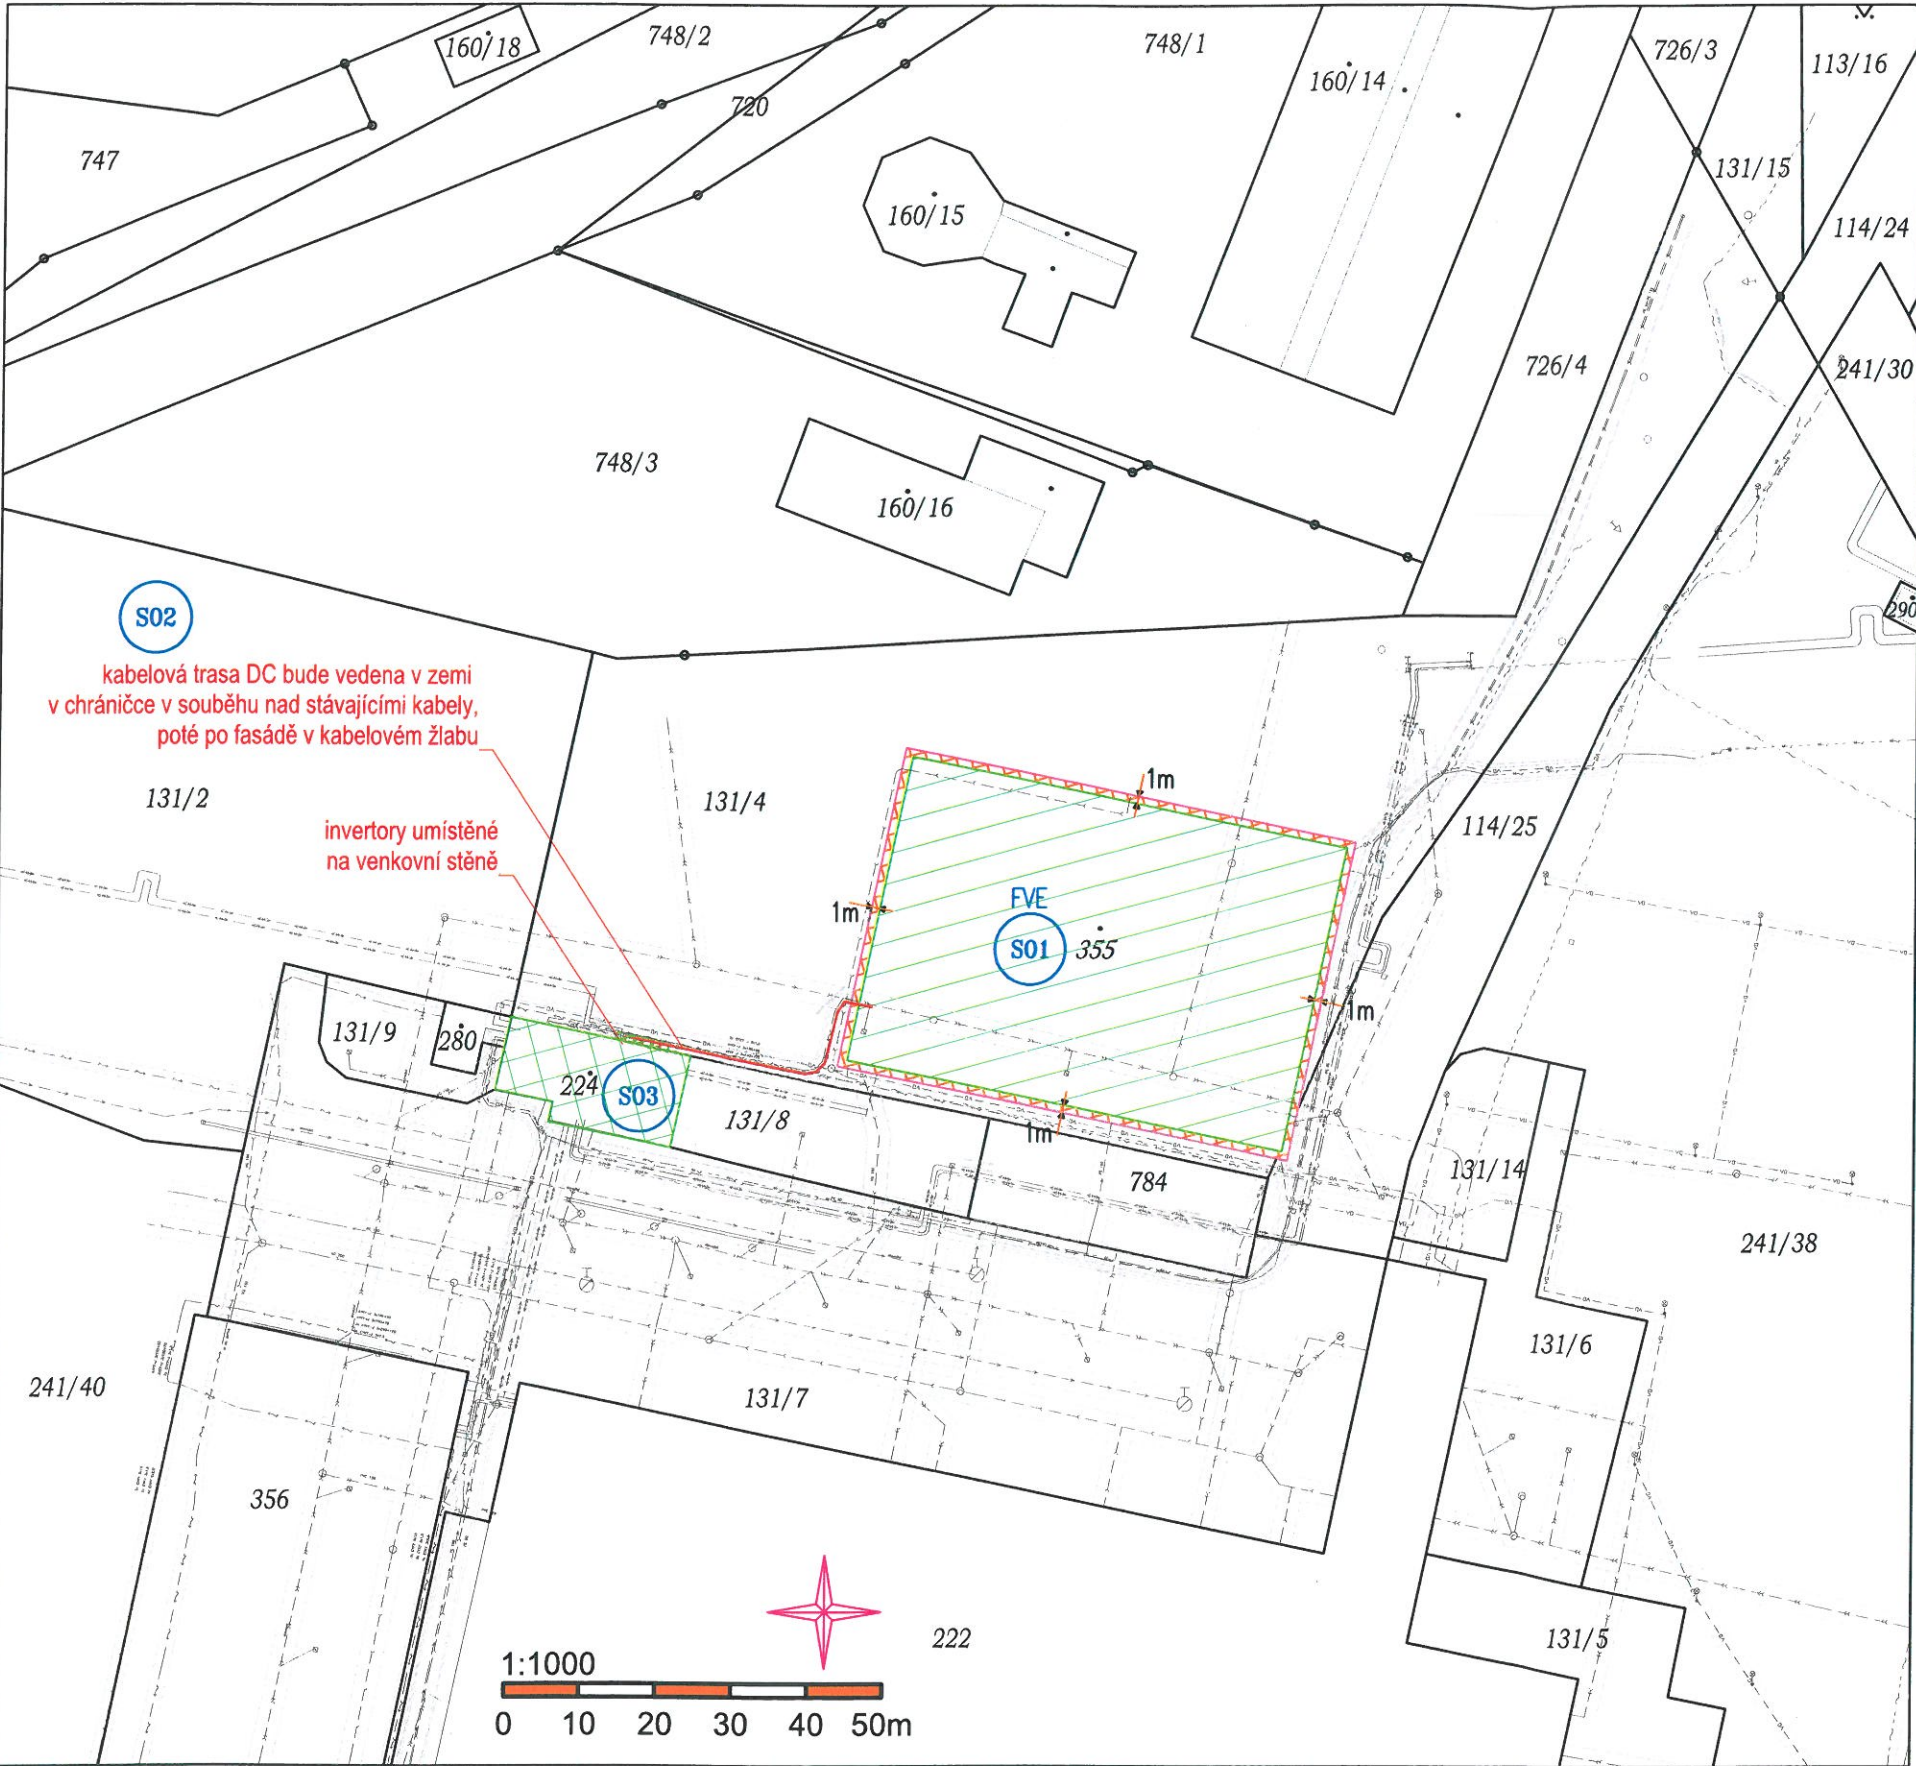 160/18
748/2
748/1
726/3
113/16
160/14
720
747
131/15
160/15
114/24
726/4
241/30
748/3
160/16
290
S02
kabelová trasa DC bude vedena v zemi
v chráničce v souběhu nad stávajícími kabely,
poté po fasádě v kabelovém žlabu
1m
131/2
131/4
invertory umístěné
na venkovní stěně
114/25
1m
FVE
S01
355
1m
131/9
280
224
S03
131/8
1m
784
131/14
241/38
131/6
241/40
131/7
356
222
131/5
1:1000
0 10 20 30 40 50m